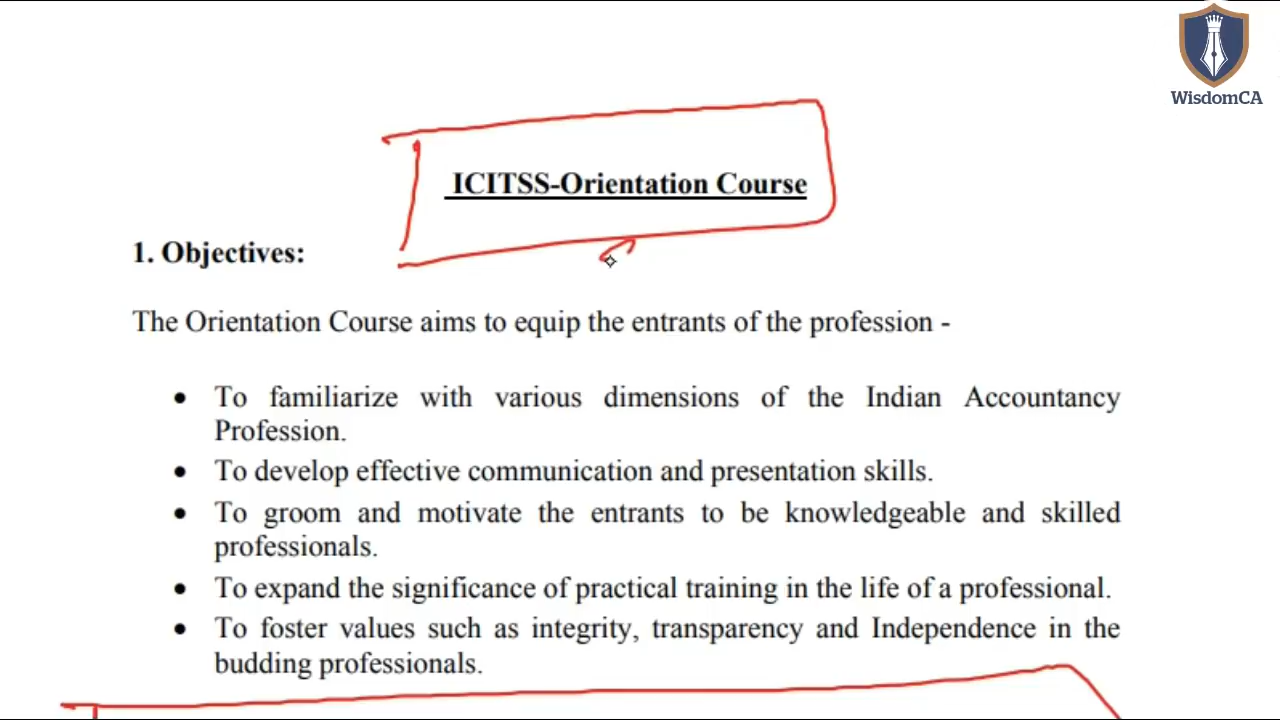 WisdomCA
ICITSS-Orientation Course
1. Objectives:
The Orientation Course aims to equip the entrants of the profession -
• To familiarize with various dimensions of the Indian Accountancy
Profession.
• To develop effective communication and presentation skills.
• To groom and motivate the entrants to be knowledgeable and skilled
professionals.
• To expand the significance of practical training in the life of a professional.
• To foster values such as integrity, transparency and Independence in the
budding professionals.